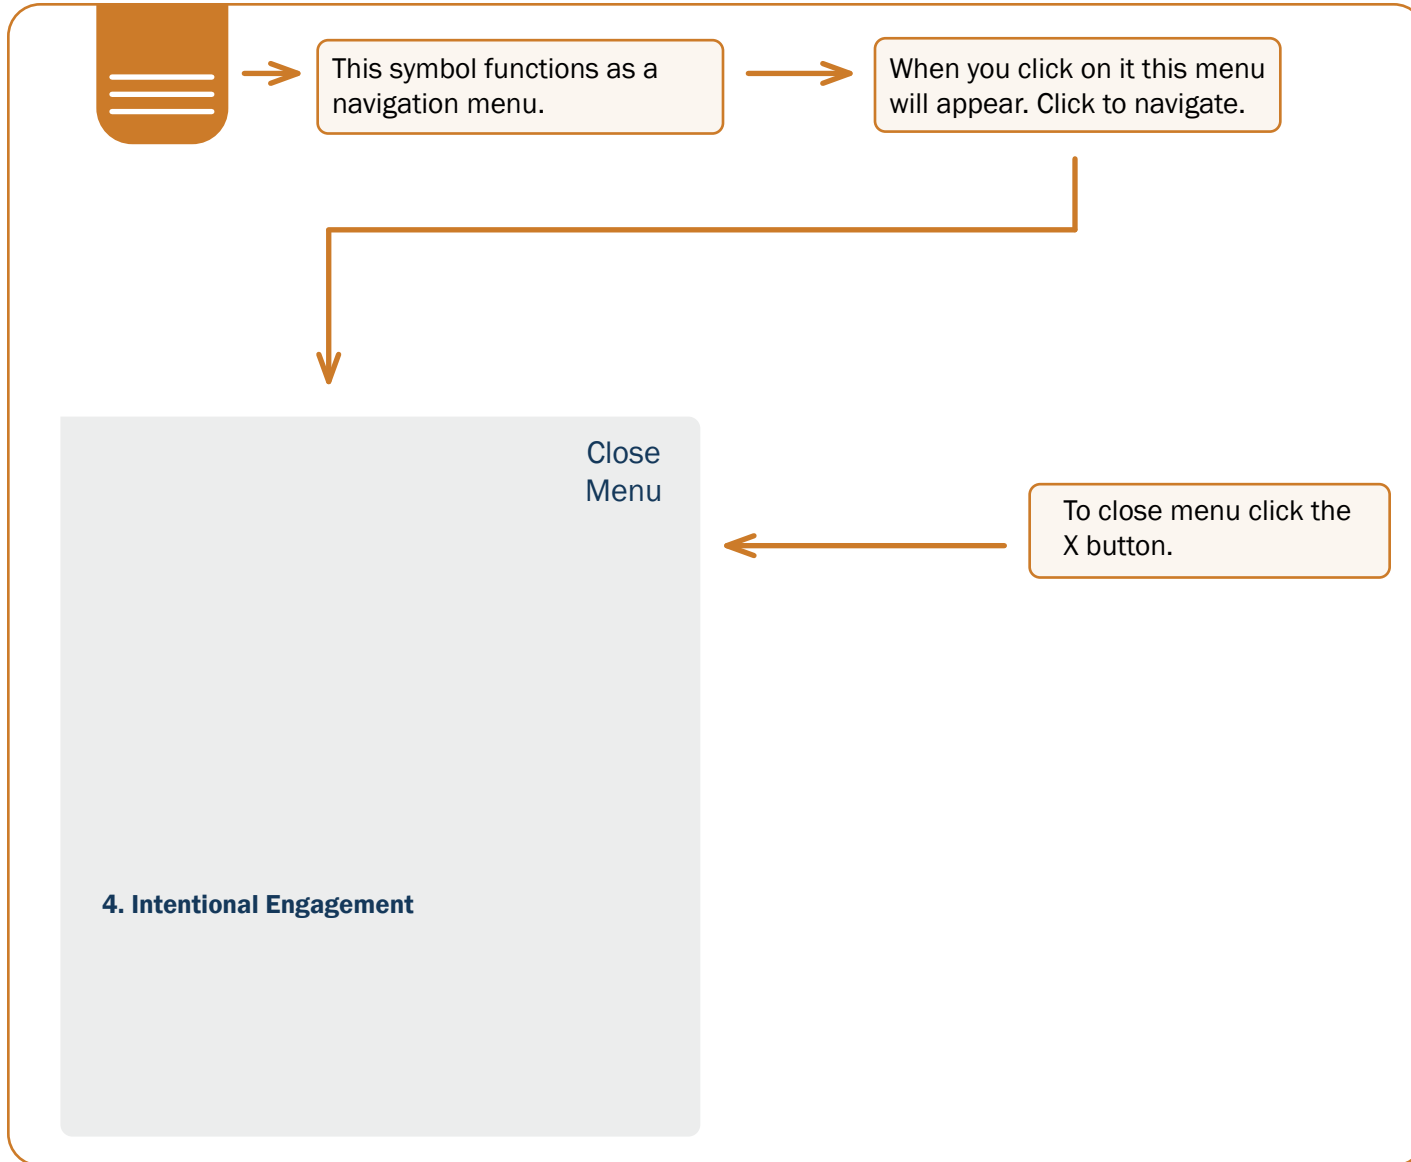 This symbol functions as a
navigation menu.
When you click on it this menu
will appear. Click to navigate.
Close
Menu
To close menu click the
X button.
4. Intentional Engagement